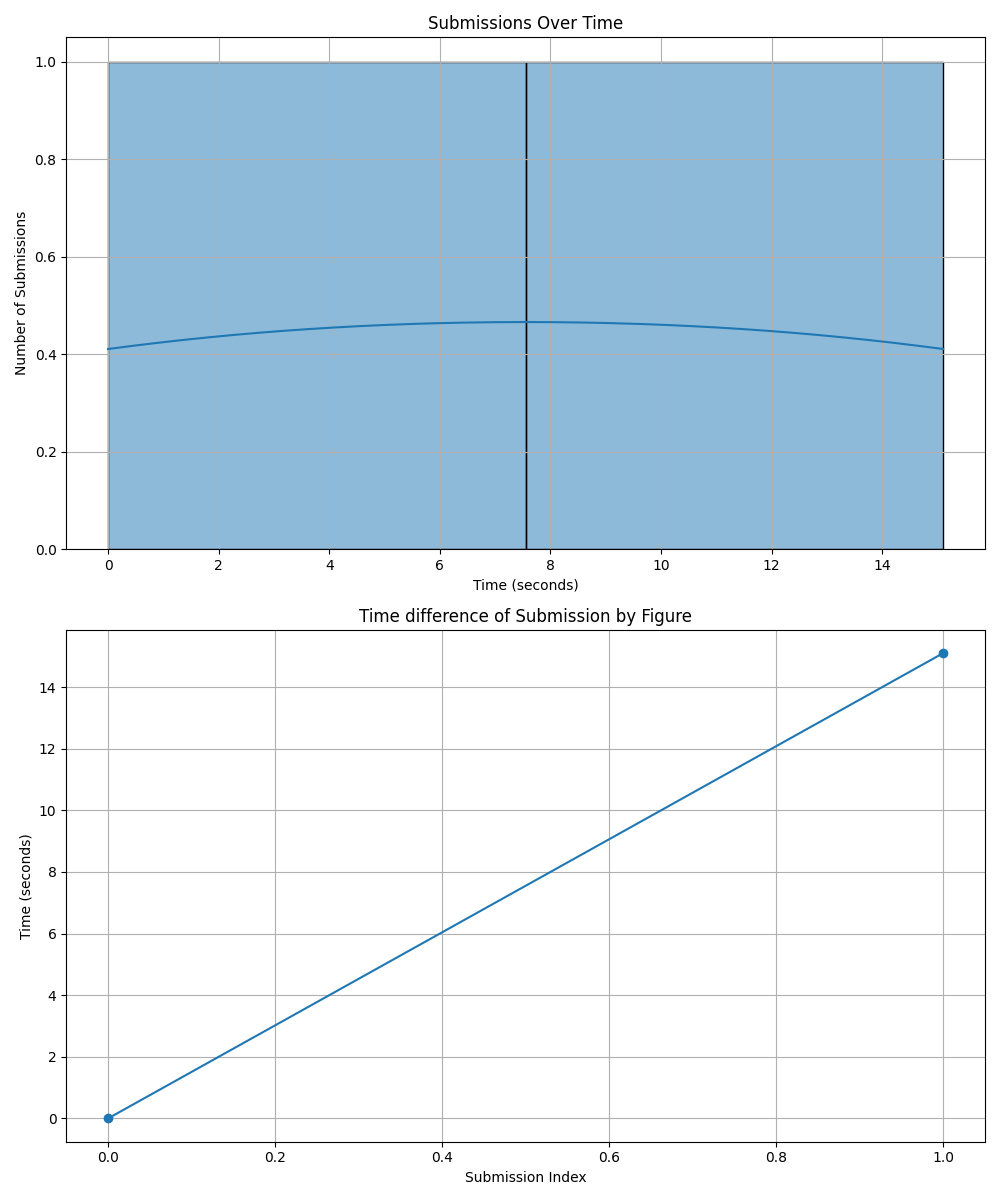 Submissions Over Time
1.0
0.8
0.6
0.4
0.2
0.0
Number of Submissions
0 2 4 6 8 10 12 14
Time (seconds)
Time difference of Submission by Figure
14
12
10
8
6
4
2
0
Time (seconds)
0.0 0.2 0.4 0.6 0.8 1.0
Submission Index